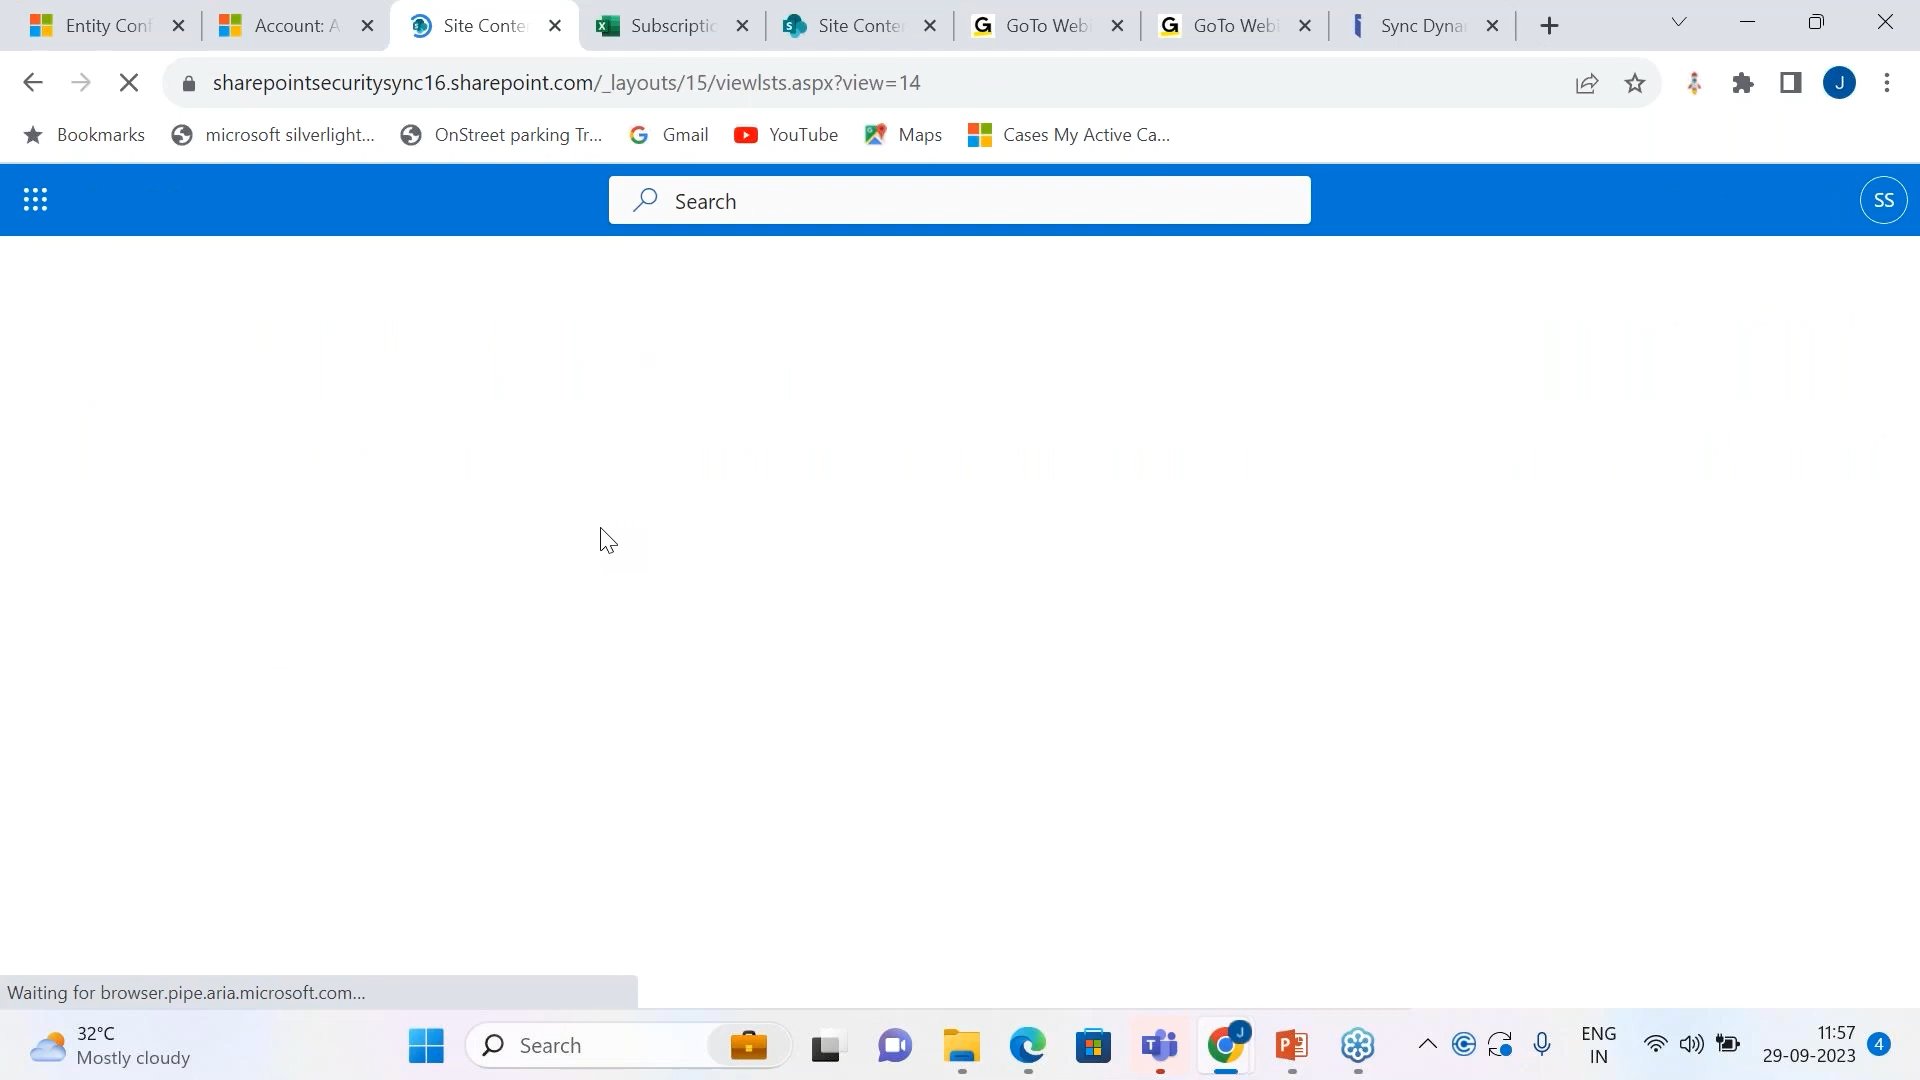 Entity Conf
Account: A
Site Conte
Subscriptio
Site Conte
GoTo Webi
GoTo Webi
Sync Dyna
sharepointsecuritysync16.sharepoint.com/_layouts/15/viewlsts.aspx?view=14
J
Bookmarks
microsoft silverlight...
OnStreet parking Tr...
Gmail
YouTube
Maps
Cases My Active Ca...
Search
SS
Waiting for browser.pipe.aria.microsoft.com...
32°C
Mostly cloudy
Search
J
ENG
IN
11:57
29-09-2023
4